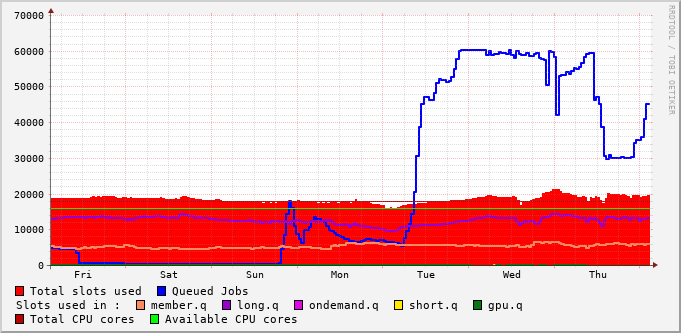 RRDTOOL / TOBI OETIKER
70000
60000
50000
40000
30000
20000
10000
0
Fri Sat Sun Mon Tue Wed Thu
Total slots used Queued Jobs
Slots used in : member.q long.q ondemand.q short.q gpu.q
Total CPU cores Available CPU cores